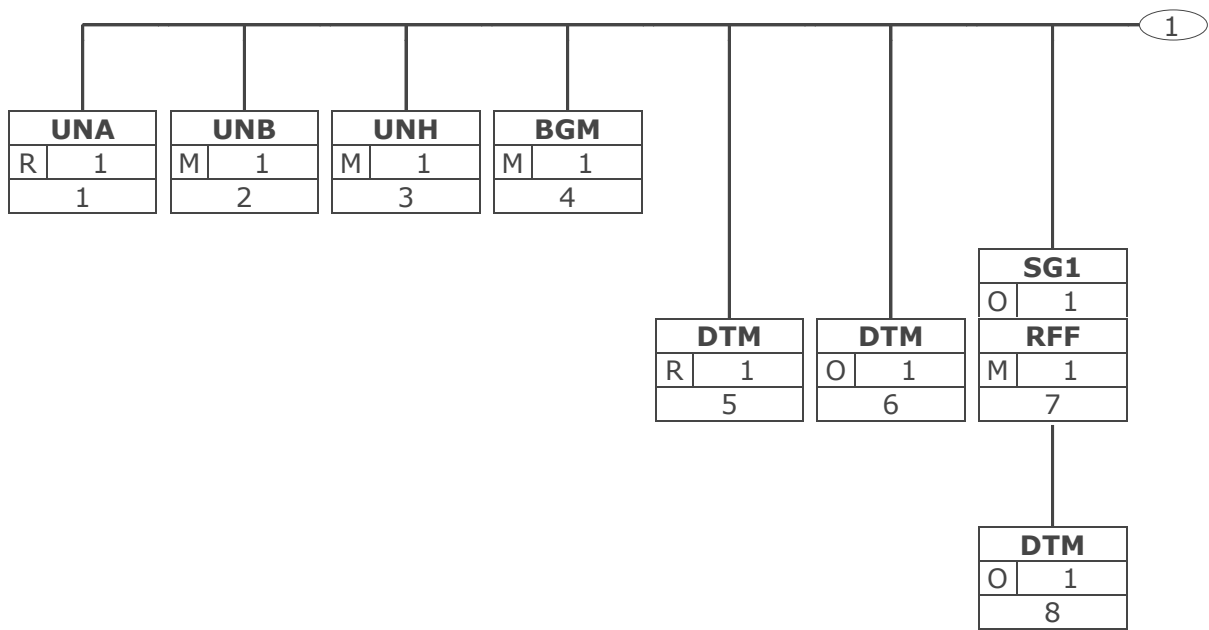 1
UNA UNB UNH BGM
R 1 M 1 M 1 M 1
1 2 3 4
SG1
O 1
DTM DTM RFF
R 1 O 1 M 1
5 6 7
DTM
O 1
8